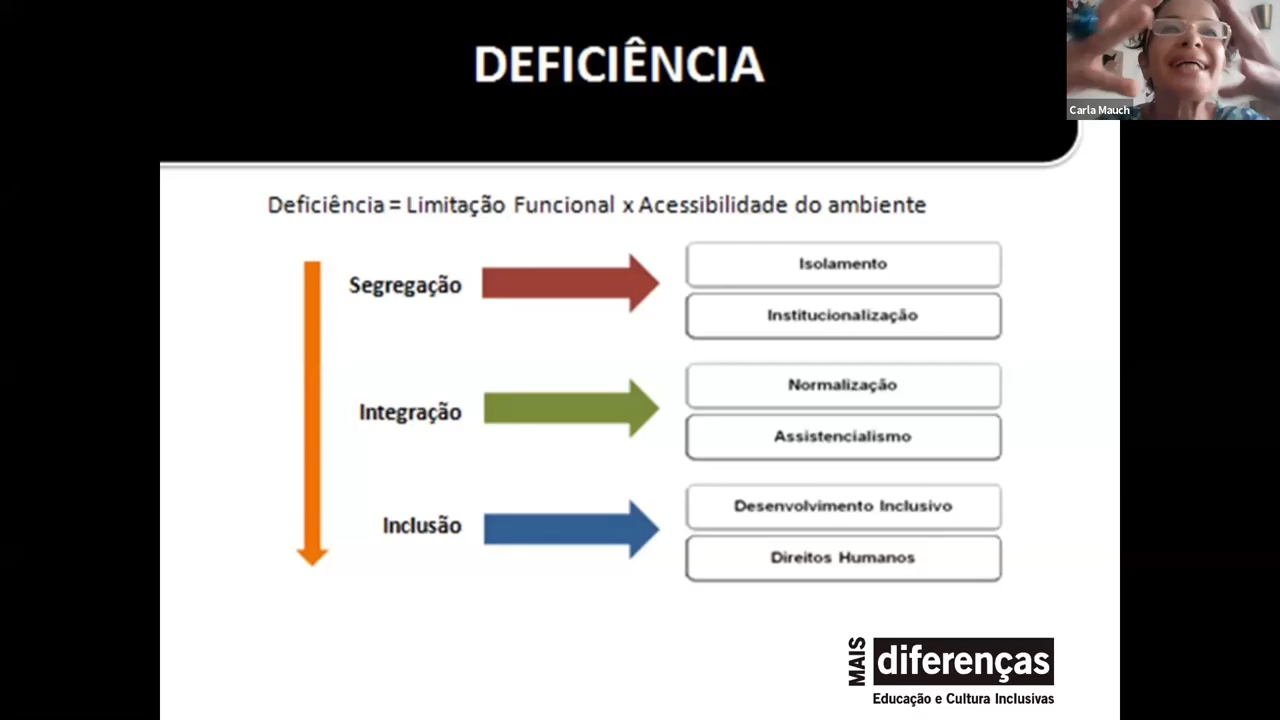 DEFICIÊNCIA
Carla Mauch
Deficiência = Limitação Funcional x Acessibilidade do ambiente
Segregação
Isolamento
Institucionalização
Integração
Normalização
Assistencialismo
Inclusão
Desenvolvimento Inclusivo
Direitos Humanos
MAIS
diferenças
Educação e Cultura Inclusivas